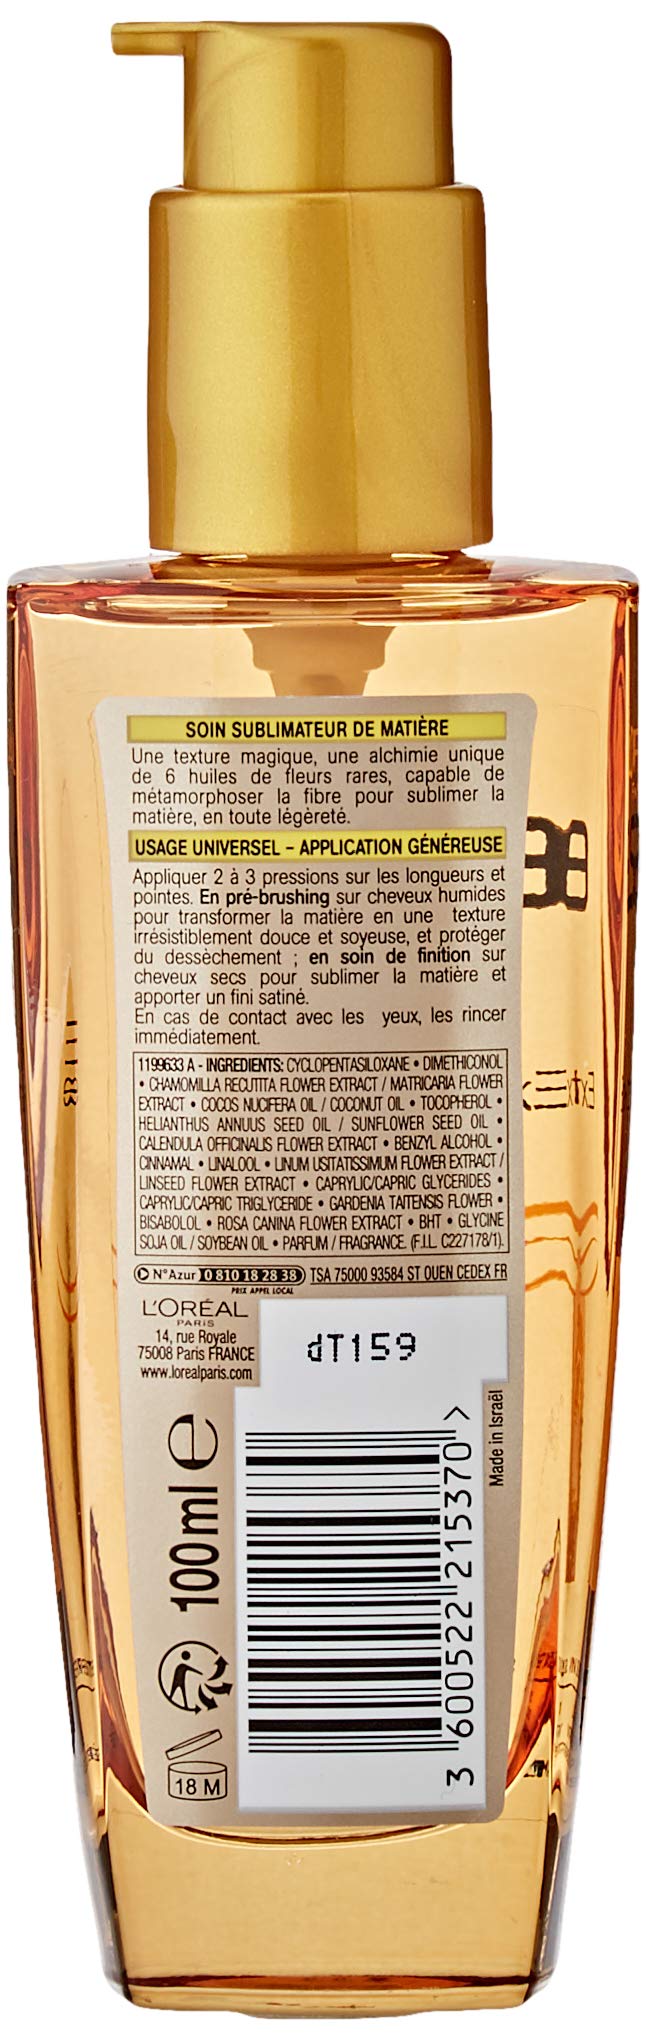 SOIN SUBLIMATEUR DE MATIÈRE
Une texture magique, une alchimie unique
de 6 huiles de fleurs rares, capable de
métamorphoser la fibre pour sublimer la
matière, en toute légèreté.
USAGE UNIVERSEL – APPLICATION GÉNÉREUSE
Appliquer 2 à 3 pressions sur les longueurs et
pointes. En pré-brushing sur cheveux humides
pour transformer la matière en une texture
irrésistiblement douce et soyeuse, et protéger
du dessèchement ; en soin de finition sur
cheveux secs pour sublimer la matière et
apporter un fini satiné.
En cas de contact avec les yeux, les rincer
immédiatement.
1199633 A - INGREDIENTS: CYCLOPENTASILOXANE • DIMETHICONOL
• CHAMOMILLA RECUTITA FLOWER EXTRACT / MATRICARIA FLOWER
EXTRACT • COCOS NUCIFERA OIL / COCONUT OIL • TOCOPHEROL •
HELIANTHUS ANNUUS SEED OIL / SUNFLOWER SEED OIL •
CALENDULA OFFICINALIS FLOWER EXTRACT • BENZYL ALCOHOL •
CINNAMAL • LINALOOL • LINUM USITATISSIMUM FLOWER EXTRACT /
LINSEED FLOWER EXTRACT • CAPRYLIC/CAPRIC GLYCERIDES •
CAPRYLIC/CAPRIC TRIGLYCERIDE • GARDENIA TAITENSIS FLOWER •
BISABOLOL • ROSA CANINA FLOWER EXTRACT • BHT • GLYCINE
SOJA OIL / SOYBEAN OIL • PARFUM / FRAGRANCE. (F.I.L. C227178/1).
N°Azur 0 810 18 28 38 TSA 75000 93584 ST OUEN CEDEX FR
PRIX APPEL LOCAL
L'ORÉAL
PARIS
14, rue Royale
75008 Paris FRANCE
www.lorealparis.com
dT159
Made in Israël
100ml e
3 600522 215370 >
18 M